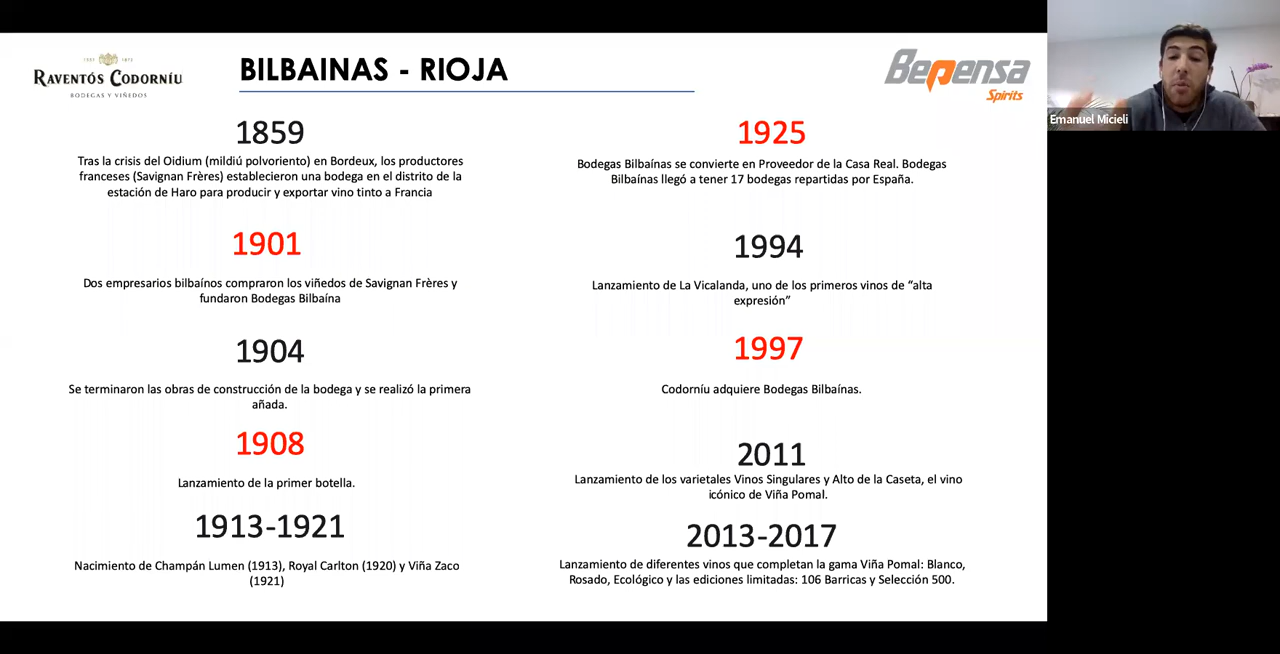 1551 1872
RAVENTÓS CODORNÍU
BODEGAS Y VIÑEDOS
BILBAINAS - RIOJA
Bepensa
Spirits
Emanuel Micieli
1859
Tras la crisis del Oidium (mildiú polvoriento) en Bordeux, los productores
franceses (Savignan Frères) establecieron una bodega en el distrito de la
estación de Haro para producir y exportar vino tinto a Francia
1901
Dos empresarios bilbaínos compraron los viñedos de Savignan Frères y
fundaron Bodegas Bilbaína
1904
Se terminaron las obras de construcción de la bodega y se realizó la primera
añada.
1908
Lanzamiento de la primer botella.
1913-1921
Nacimiento de Champán Lumen (1913), Royal Carlton (1920) y Viña Zaco
(1921)
1925
Bodegas Bilbaínas se convierte en Proveedor de la Casa Real. Bodegas
Bilbaínas llegó a tener 17 bodegas repartidas por España.
1994
Lanzamiento de La Vicalanda, uno de los primeros vinos de “alta
expresión”
1997
Codorníu adquiere Bodegas Bilbaínas.
2011
Lanzamiento de los varietales Vinos Singulares y Alto de la Caseta, el vino
icónico de Viña Pomal.
2013-2017
Lanzamiento de diferentes vinos que completan la gama Viña Pomal: Blanco,
Rosado, Ecológico y las ediciones limitadas: 106 Barricas y Selección 500.